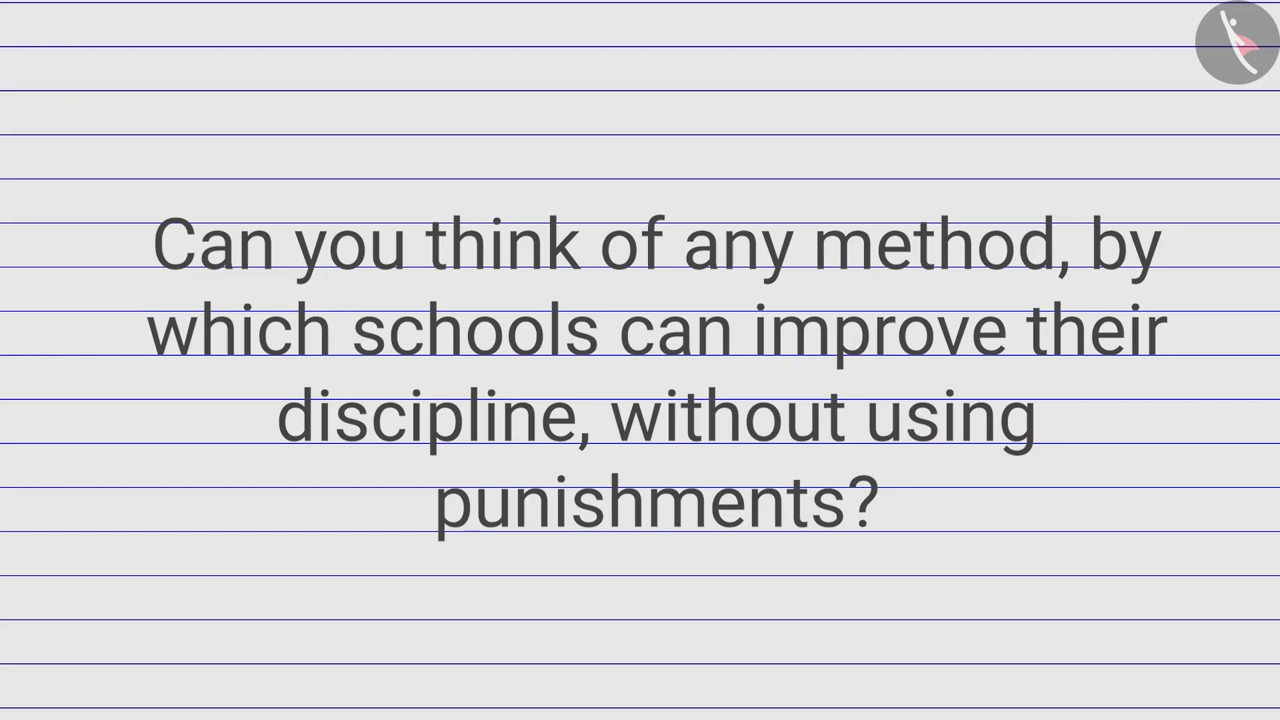 Can you think of any method, by
which schools can improve their
discipline, without using
punishments?